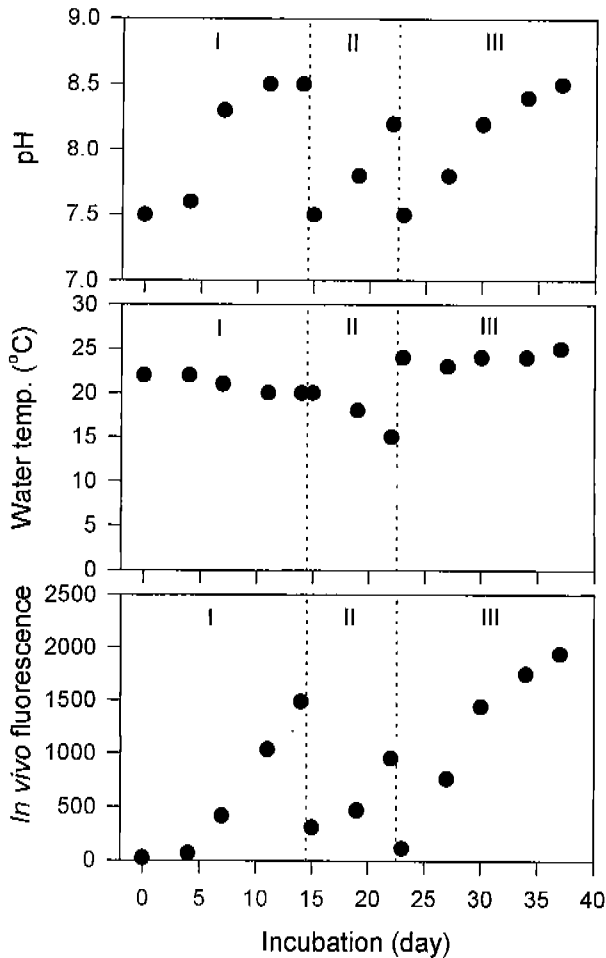 I II III
9.0
8.5
8.0
7.5
7.0
pH
I II III
30
25
20
15
10
5
0
Water temp. (°C)
I II III
2500
2000
1500
1000
500
0
In vivo fluorescence
0 5 10 15 20 25 30 35 40
Incubation (day)